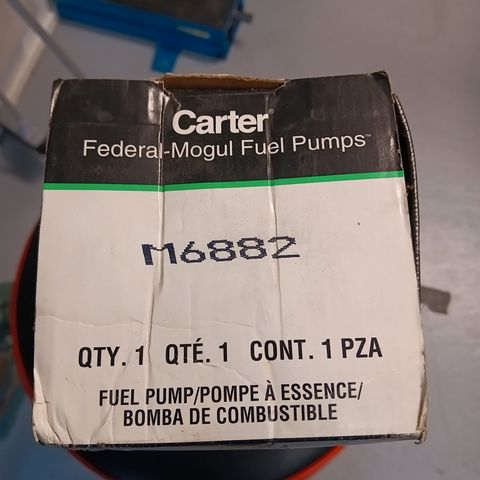 Carter®
Federal-Mogul Fuel Pumps™
M6882
QTY. 1 QTÉ. 1 CONT. 1 PZA
FUEL PUMP/POMPE À ESSENCE/
BOMBA DE COMBUSTIBLE